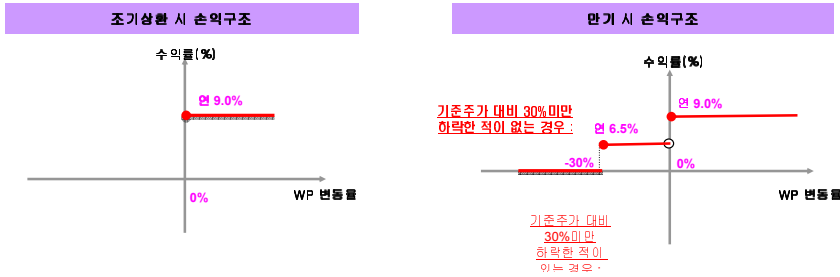 조기상환 시 손익구조
수익률(%)
연 9.0%
0%
WP 변동률
만기 시 손익구조
수익률(%)
연 9.0%
기준주가 대비 30%미만
하락한 적이 없는 경우 :
연 6.5%
-30%
0%
WP 변동률
기준주가 대비
30%미만
하락한 적이
있는 경우 :